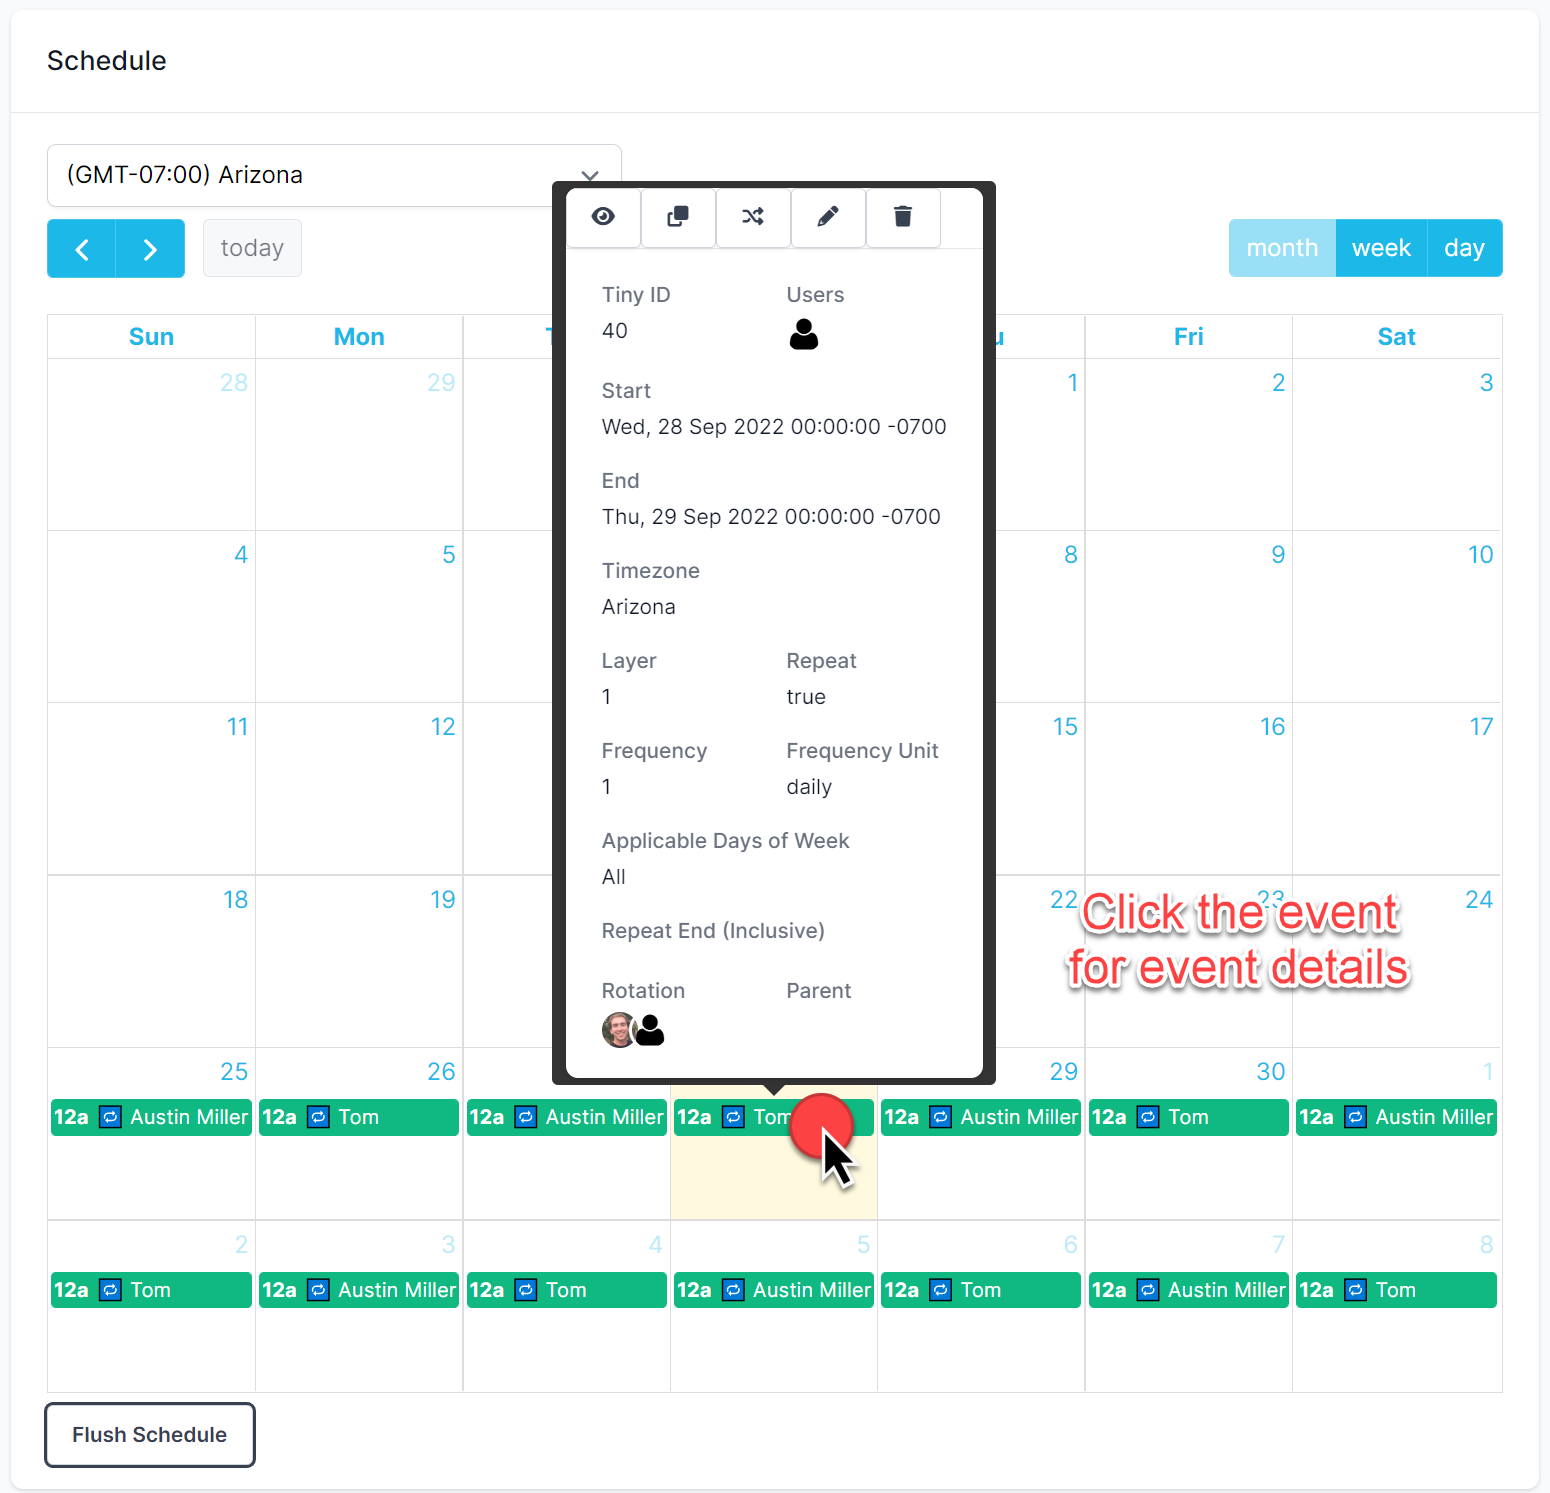 Schedule
(GMT-07:00) Arizona
today
month week day
Sun Mon Fri Sat
Tiny ID Users
40
Start
Wed, 28 Sep 2022 00:00:00 -0700
End
Thu, 29 Sep 2022 00:00:00 -0700
Timezone
Arizona
Layer Repeat
1 true
Frequency Frequency Unit
1 daily
Applicable Days of Week
All
Repeat End (Inclusive)
Rotation Parent
28 29 1 2 3
4 5 8 9 10
11 12 15 16 17
18 19 22 23 24
Click the event
for event details
25 26 29 30 1
12a Austin Miller 12a Tom 12a Austin Miller 12a Tom 12a Austin Miller 12a Tom 12a Austin Miller
2 3 4 5 6 7 8
12a Tom 12a Austin Miller 12a Tom 12a Austin Miller 12a Tom 12a Austin Miller 12a Tom
Flush Schedule